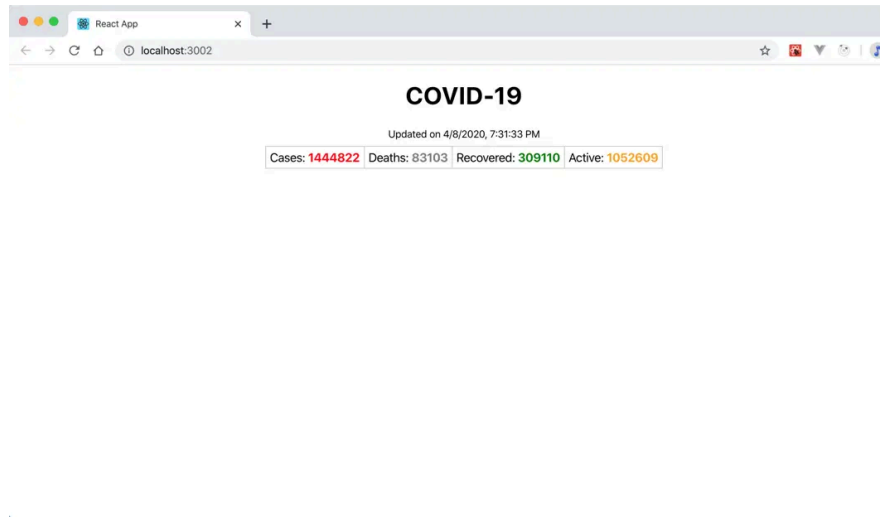 React App
localhost:3002
COVID-19
Updated on 4/8/2020, 7:31:33 PM
Cases: 1444822 Deaths: 83103 Recovered: 309110 Active: 1052609